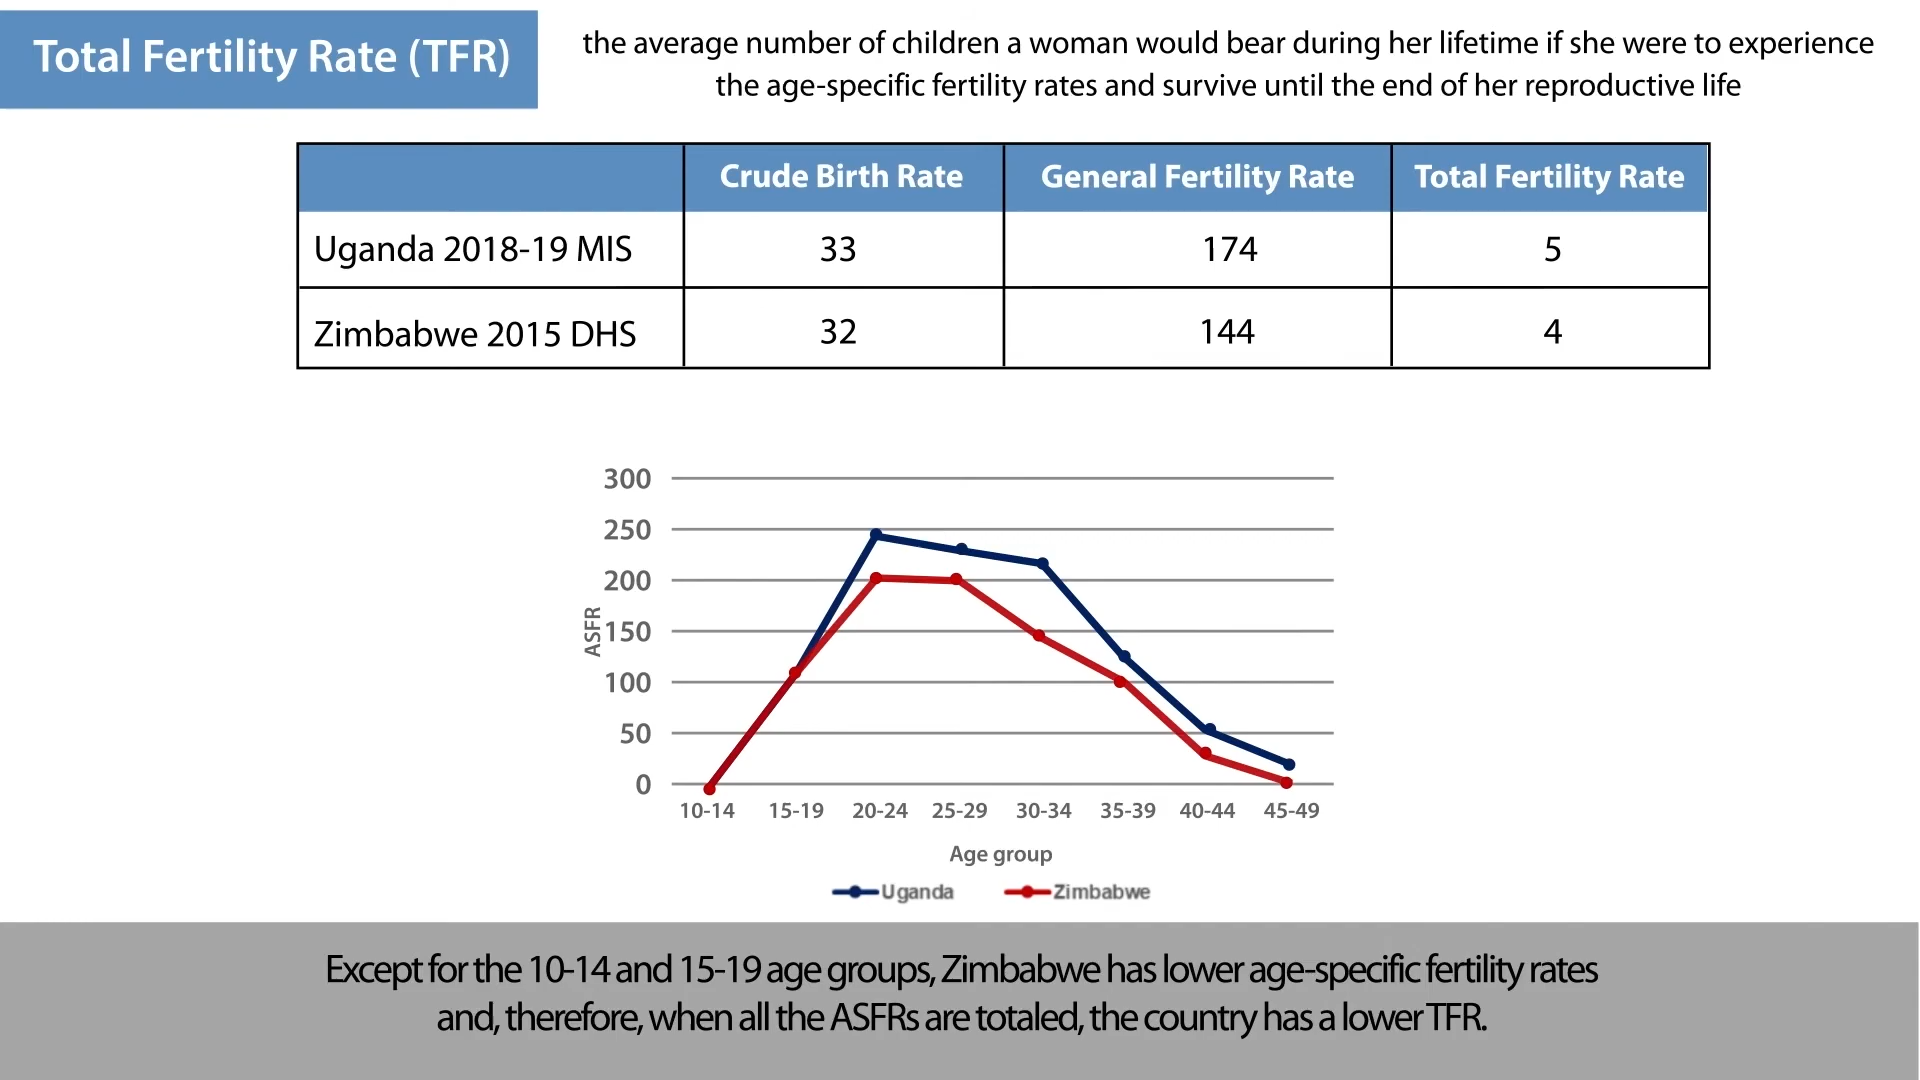 Total Fertility Rate (TFR)
the average number of children a woman would bear during her lifetime if she were to experience
the age-specific fertility rates and survive until the end of her reproductive life
Crude Birth Rate General Fertility Rate Total Fertility Rate
Uganda 2018-19 MIS 33 174 5
Zimbabwe 2015 DHS 32 144 4
300
250
200
150
100
50
0
ASFR
10-14 15-19 20-24 25-29 30-34 35-39 40-44 45-49
Age group
Uganda Zimbabwe
Except for the 10-14 and 15-19 age groups, Zimbabwe has lower age-specific fertility rates
and, therefore, when all the ASFRs are totaled, the country has a lower TFR.